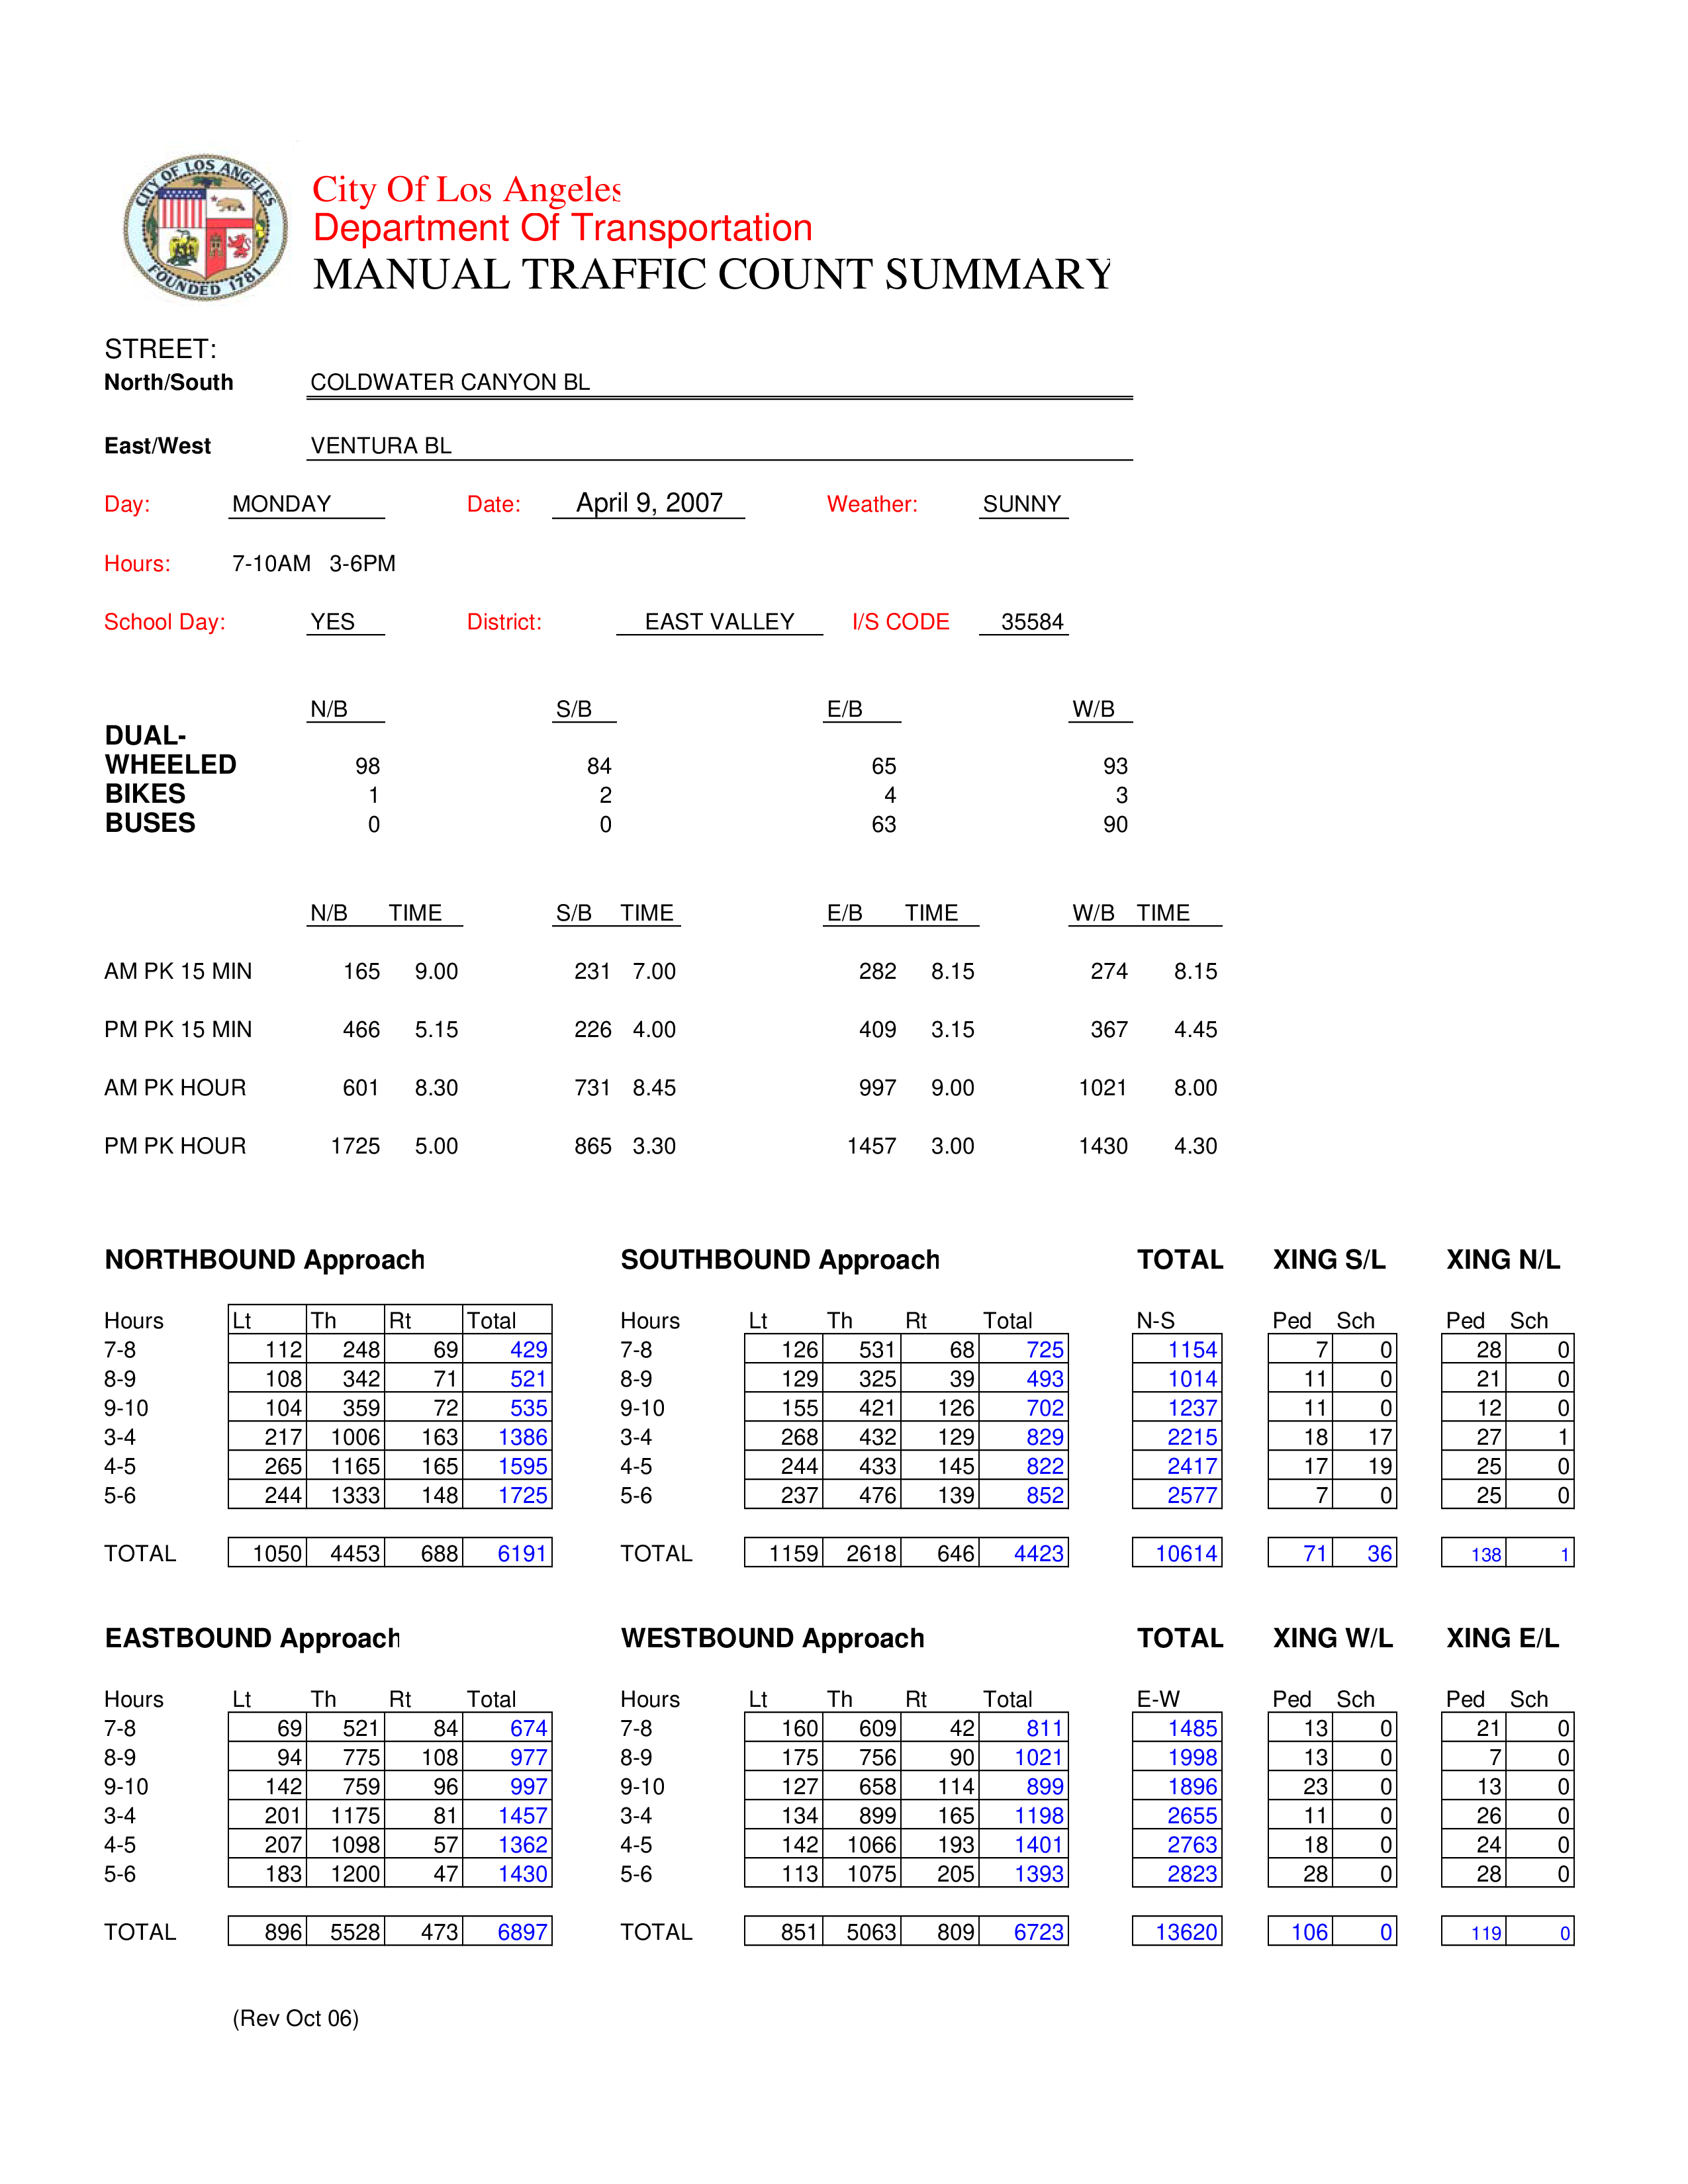 CITY OF LOS ANGELES
FOUNDED 1781
City Of Los Angeles
Department Of Transportation
MANUAL TRAFFIC COUNT SUMMARY
STREET:
North/South COLDWATER CANYON BL
East/West VENTURA BL
Day: MONDAY Date: April 9, 2007 Weather: SUNNY
Hours: 7-10AM 3-6PM
School Day: YES District: EAST VALLEY I/S CODE 35584
N/B S/B E/B W/B
DUAL-
WHEELED 98 84 65 93
BIKES 1 2 4 3
BUSES 0 0 63 90
N/B TIME S/B TIME E/B TIME W/B TIME
AM PK 15 MIN 165 9.00 231 7.00 282 8.15 274 8.15
PM PK 15 MIN 466 5.15 226 4.00 409 3.15 367 4.45
AM PK HOUR 601 8.30 731 8.45 997 9.00 1021 8.00
PM PK HOUR 1725 5.00 865 3.30 1457 3.00 1430 4.30
NORTHBOUND Approach SOUTHBOUND Approach TOTAL XING S/L XING N/L
Hours Lt Th Rt Total Hours Lt Th Rt Total N-S Ped Sch Ped Sch
7-8 112 248 69 429 7-8 126 531 68 725 1154 7 0 28 0
8-9 108 342 71 521 8-9 129 325 39 493 1014 11 0 21 0
9-10 104 359 72 535 9-10 155 421 126 702 1237 11 0 12 0
3-4 217 1006 163 1386 3-4 268 432 129 829 2215 18 17 27 1
4-5 265 1165 165 1595 4-5 244 433 145 822 2417 17 19 25 0
5-6 244 1333 148 1725 5-6 237 476 139 852 2577 7 0 25 0
TOTAL 1050 4453 688 6191 TOTAL 1159 2618 646 4423 10614 71 36 138 1
EASTBOUND Approach WESTBOUND Approach TOTAL XING W/L XING E/L
Hours Lt Th Rt Total Hours Lt Th Rt Total E-W Ped Sch Ped Sch
7-8 69 521 84 674 7-8 160 609 42 811 1485 13 0 21 0
8-9 94 775 108 977 8-9 175 756 90 1021 1998 13 0 7 0
9-10 142 759 96 997 9-10 127 658 114 899 1896 23 0 13 0
3-4 201 1175 81 1457 3-4 134 899 165 1198 2655 11 0 26 0
4-5 207 1098 57 1362 4-5 142 1066 193 1401 2763 18 0 24 0
5-6 183 1200 47 1430 5-6 113 1075 205 1393 2823 28 0 28 0
TOTAL 896 5528 473 6897 TOTAL 851 5063 809 6723 13620 106 0 119 0
(Rev Oct 06)